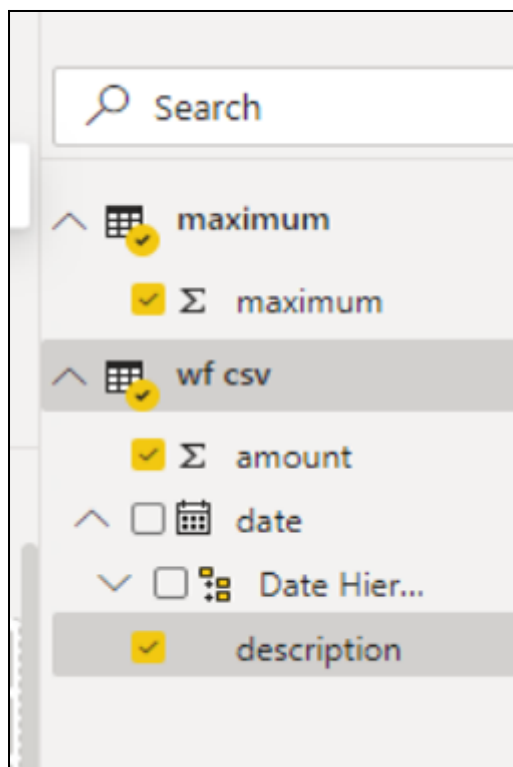 Search
maximum
Σ maximum
wf csv
Σ amount
date
Date Hier...
description